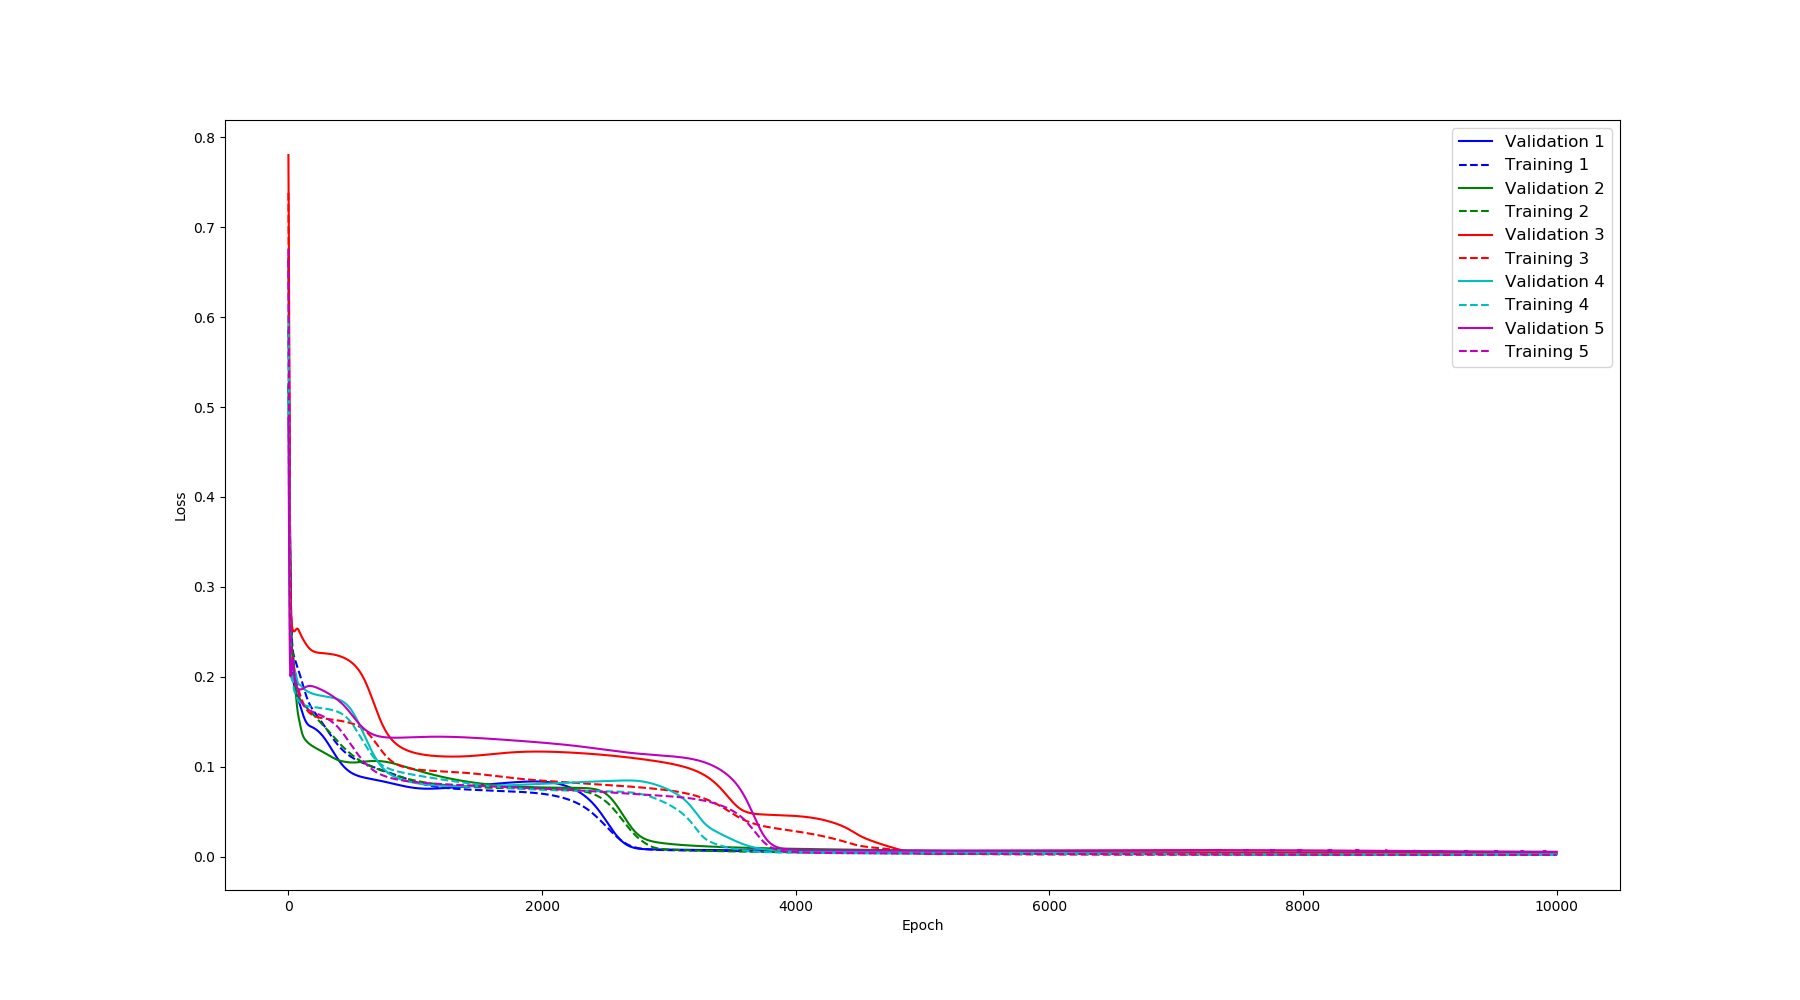 0.8
0.7
0.6
0.5
0.4
0.3
0.2
0.1
0.0
Loss
0 2000 4000 6000 8000 10000
Epoch
Validation 1
Training 1
Validation 2
Training 2
Validation 3
Training 3
Validation 4
Training 4
Validation 5
Training 5